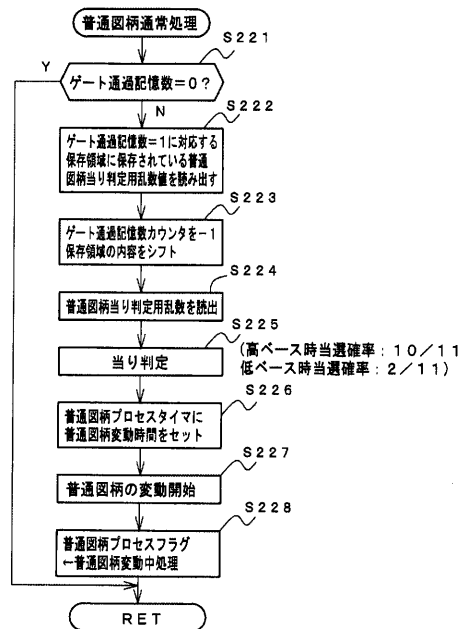 普通図柄通常処理
S221
Y
ゲート通過記憶数=0?
N
S222
ゲート通過記憶数=1に対応する
保存領域に保存されている普通
図柄当り判定用乱数値を読み出す
S223
ゲート通過記憶数カウンタを-1
保存領域の内容をシフト
S224
普通図柄当り判定用乱数を読出
S225
当り判定
(高ベース時当選確率:10/11
低ベース時当選確率:2/11)
S226
普通図柄プロセスタイマに
普通図柄変動時間をセット
S227
普通図柄の変動開始
S228
普通図柄プロセスフラグ
←普通図柄変動中処理
RET